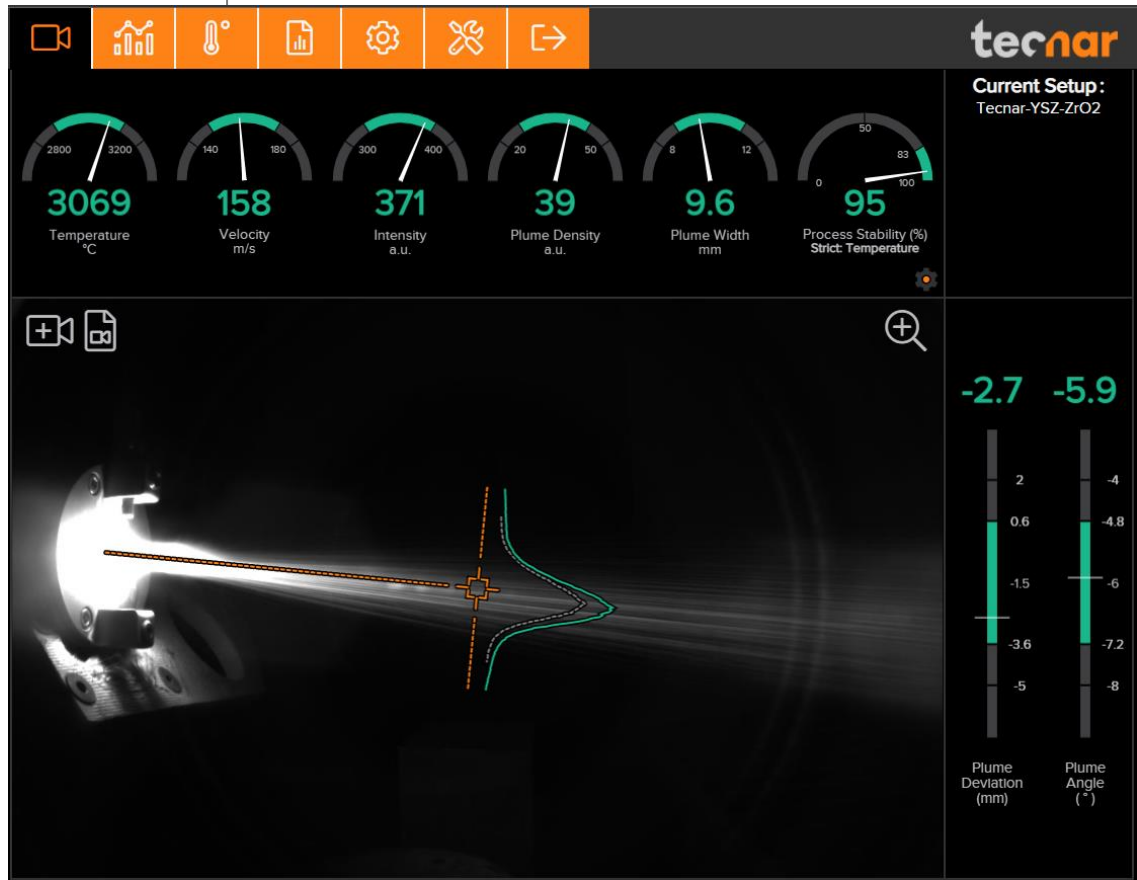 tecnar
Current Setup :
Tecnar-YSZ-ZrO2
2800 3200
3069
Temperature
°C
140 180
158
Velocity
m/s
300 400
371
Intensity
a.u.
20 50
39
Plume Density
a.u.
8 12
9.6
Plume Width
mm
50
83
0 100
95
Process Stability (%)
Strict: Temperature
-2.7
2
0.6
-1.5
-3.6
-5
Plume
Deviation
(mm)
-5.9
-4
-4.8
-6
-7.2
-8
Plume
Angle
(°)